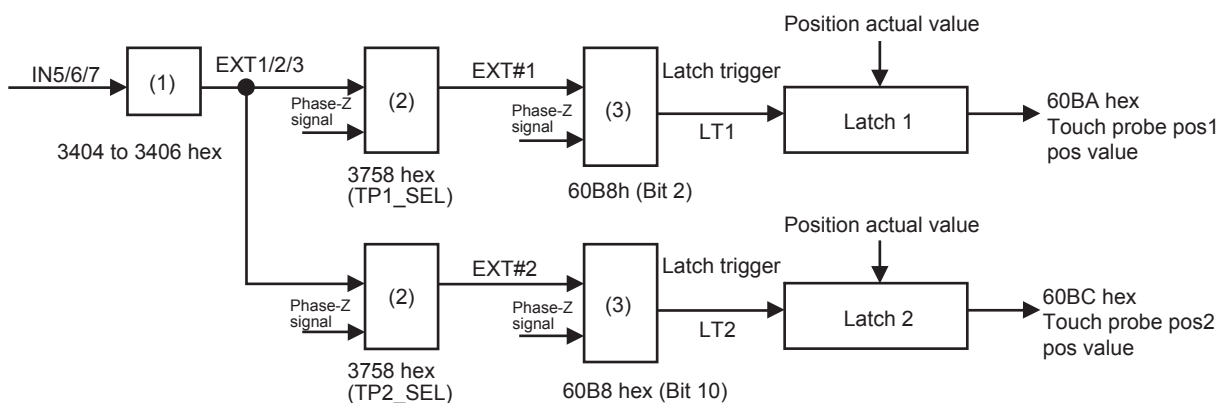 Position actual value
IN5/6/7
(1)
EXT1/2/3
Phase-Z
signal
(2)
EXT#1
Phase-Z
signal
(3)
Latch trigger
LT1
Latch 1
60BA hex
Touch probe pos1
pos value
3404 to 3406 hex
3758 hex
(TP1_SEL)
60B8h (Bit 2)
Position actual value
Phase-Z
signal
(2)
EXT#2
Phase-Z
signal
(3)
Latch trigger
LT2
Latch 2
60BC hex
Touch probe pos2
pos value
3758 hex
(TP2_SEL)
60B8 hex (Bit 10)